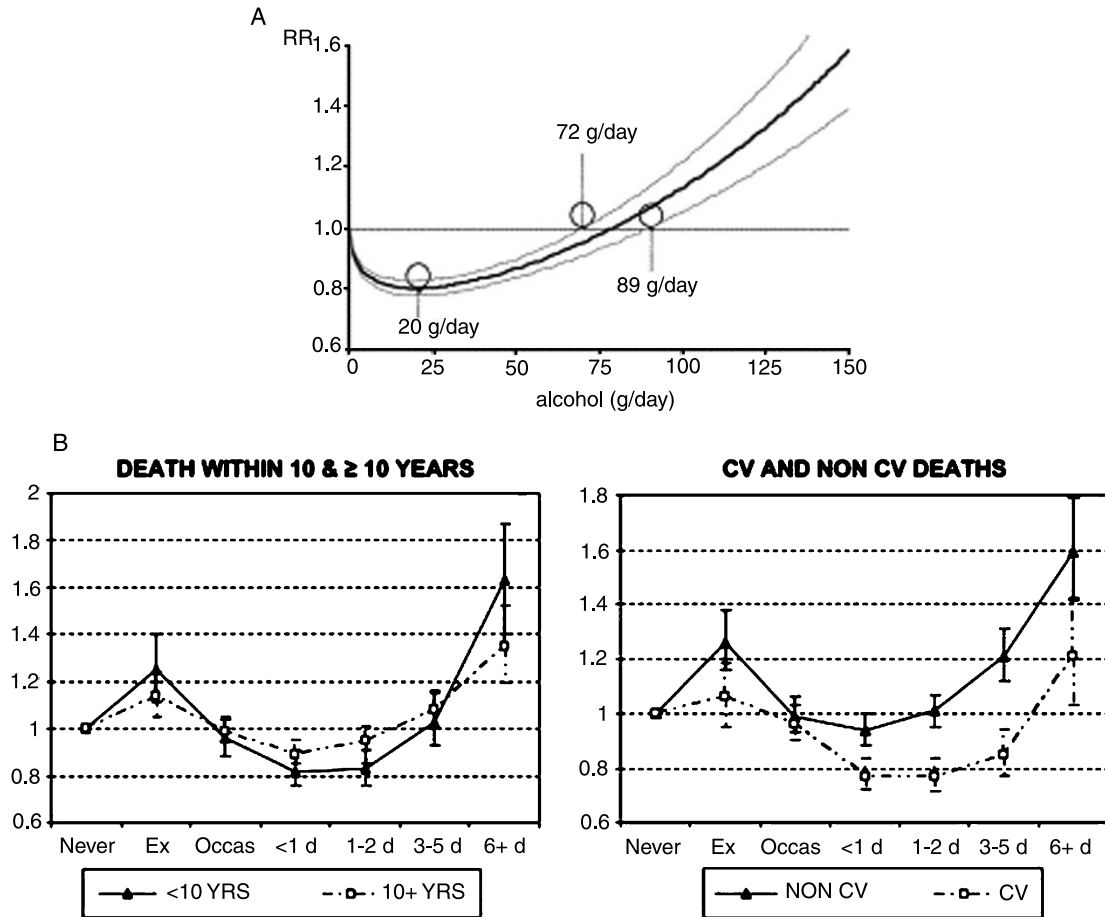 A
RR
1.6
1.4
1.2
1.0
0.8
0.6
72 g/day
89 g/day
20 g/day
0 25 50 75 100 125 150
alcohol (g/day)
B
DEATH WITHIN 10 & ≥ 10 YEARS
2
1.8
1.6
1.4
1.2
1
0.8
0.6
Never Ex Occas <1 d 1-2 d 3-5 d 6+ d
<10 YRS 10+ YRS
CV AND NON CV DEATHS
1.8
1.6
1.4
1.2
1
0.8
0.6
Never Ex Occas <1 d 1-2 d 3-5 d 6+ d
NON CV CV